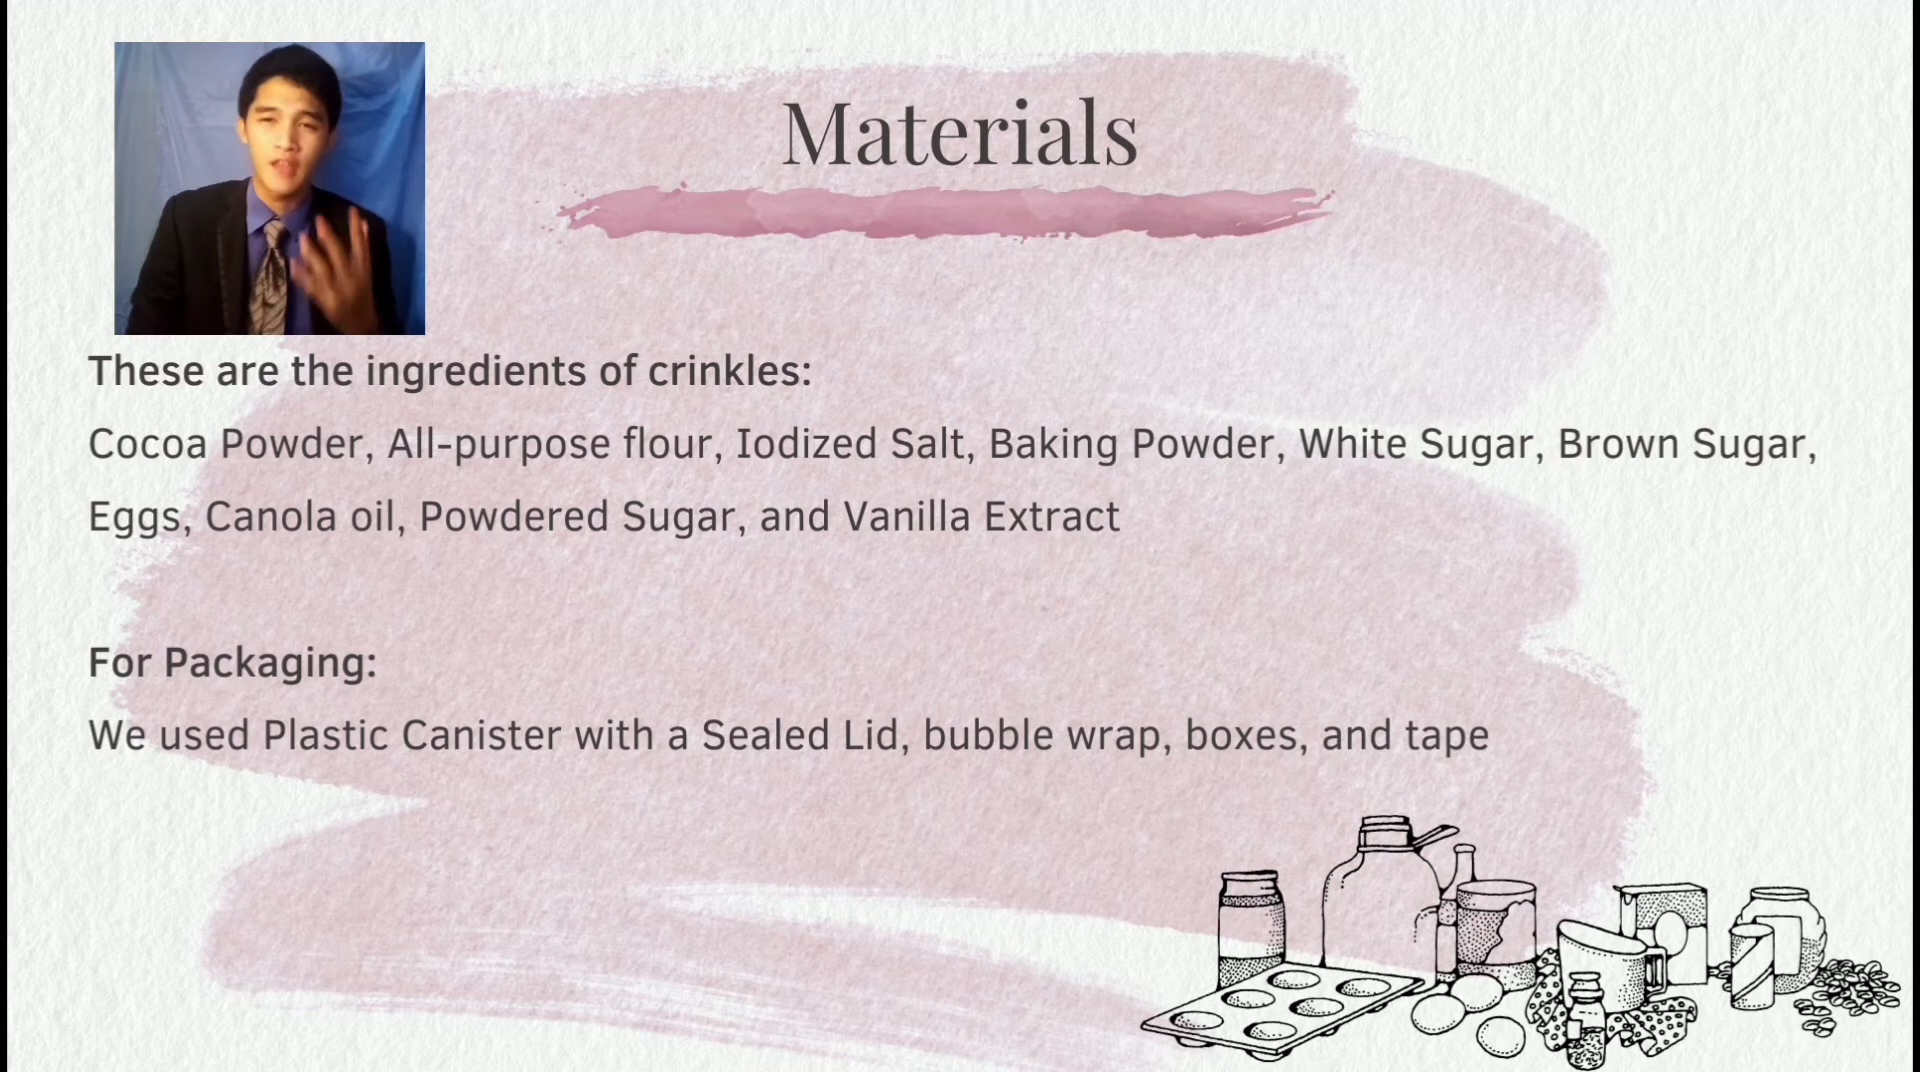 Materials
These are the ingredients of crinkles:
Cocoa Powder, All-purpose flour, Iodized Salt, Baking Powder, White Sugar, Brown Sugar,
Eggs, Canola oil, Powdered Sugar, and Vanilla Extract
For Packaging:
We used Plastic Canister with a Sealed Lid, bubble wrap, boxes, and tape